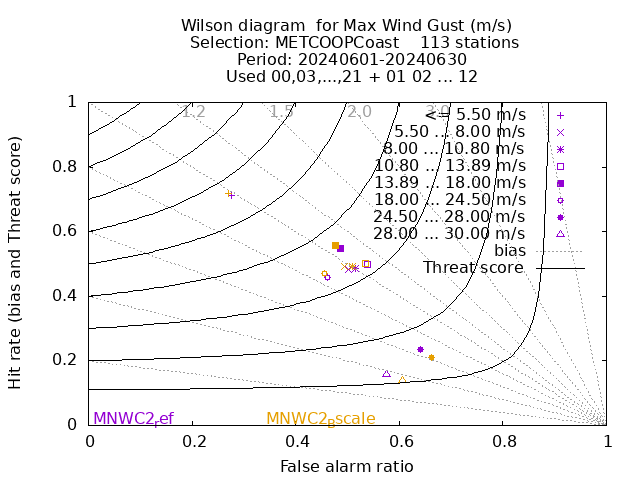 Wilson diagram  for Max Wind Gust (m/s)
Selection: METCOOPCoast    113 stations
Period: 20240601-20240630
Used 00,03,...,21 + 01 02 ... 12
Hit rate (bias and Threat score)
1
0.8
0.6
0.4
0.2
0
1.2 1.5 2.0 3.0
<= 5.50 m/s
5.50 ... 8.00 m/s
8.00 ... 10.80 m/s
10.80 ... 13.89 m/s
13.89 ... 18.00 m/s
18.00 ... 24.50 m/s
24.50 ... 28.00 m/s
28.00 ... 30.00 m/s
bias
Threat score
MNWC2ref MNWC2Bscale
0 0.2 0.4 0.6 0.8 1
False alarm ratio